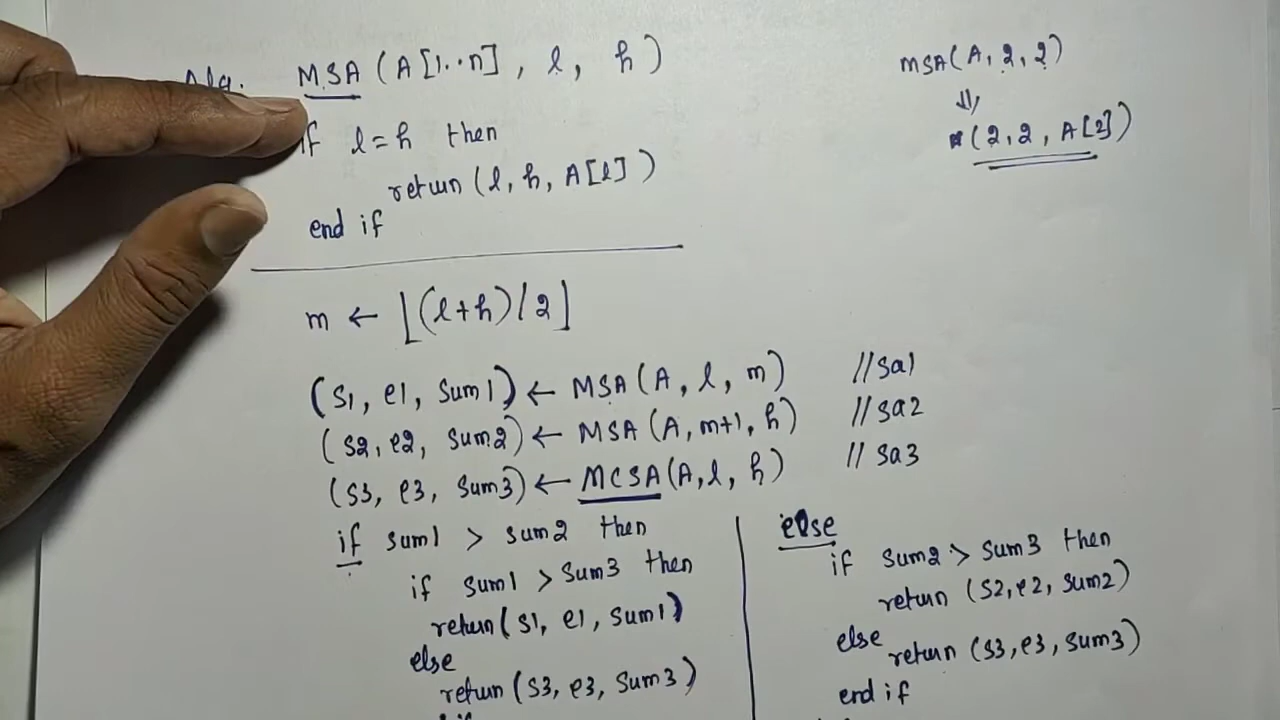 Alg. MSA (A[1..n], l, h)
if l=h then
return (l, h, A[l])
end if
MSA(A, 2, 2)
⇓
(2, 2, A[2])
m ← ⌊(l+h)/2⌋
(S1, e1, Sum1) ← MSA(A, l, m) //sa1
(S2, e2, Sum2) ← MSA(A, m+1, h) //sa2
(S3, e3, Sum3) ← MCSA(A, l, h) //sa3
if sum1 > sum2 then
if sum1 > sum3 then
return (S1, e1, Sum1)
else
return (S3, e3, Sum3)
else
if sum2 > sum3 then
return (S2, e2, Sum2)
else
return (S3, e3, Sum3)
end if